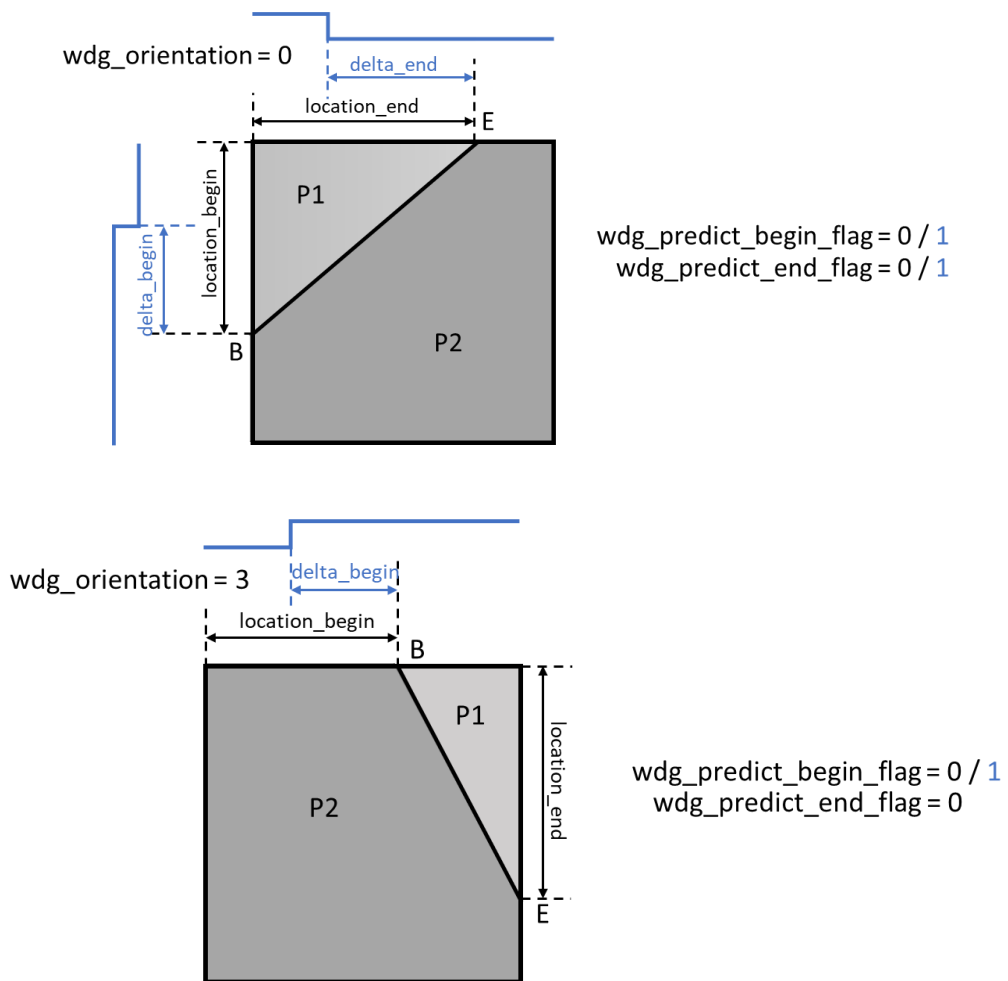 wdg_orientation = 0
delta_end
location_end
E
P1
location_begin
delta_begin
B
P2
wdg_predict_begin_flag = 0 / 1
wdg_predict_end_flag = 0 / 1
wdg_orientation = 3
delta_begin
location_begin
B
P1
location_end
P2
E
wdg_predict_begin_flag = 0 / 1
wdg_predict_end_flag = 0